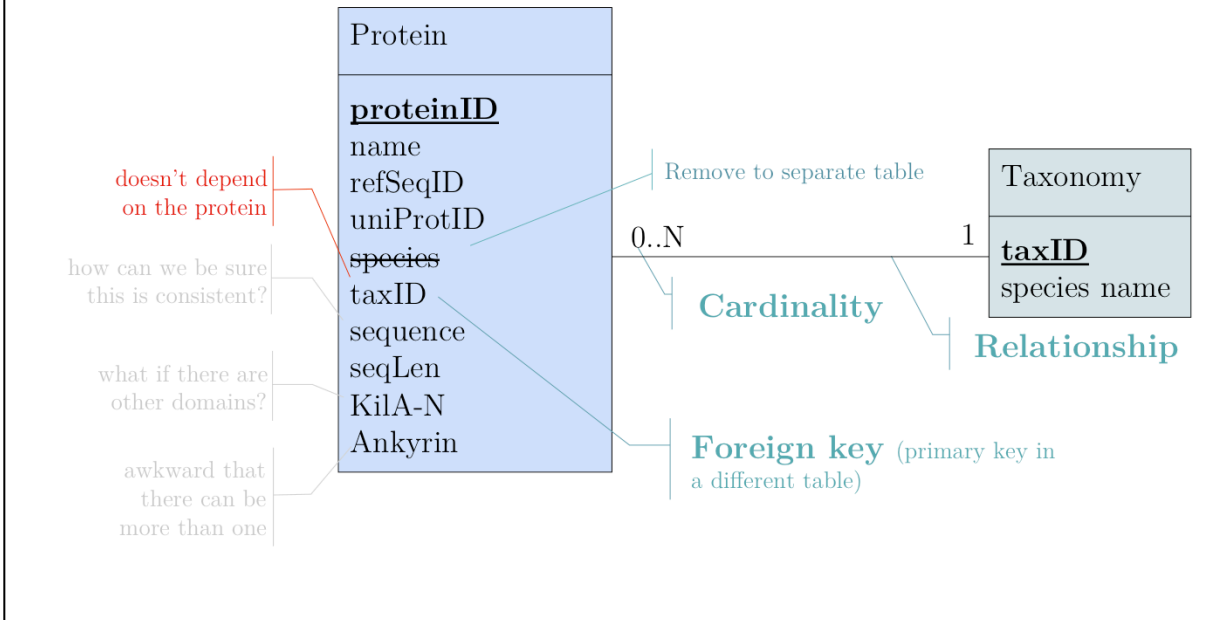 Protein
proteinID
name
refSeqID
uniProtID
species
taxID
sequence
seqLen
KilA-N
Ankyrin
doesn't depend
on the protein
how can we be sure
this is consistent?
what if there are
other domains?
awkward that
there can be
more than one
Remove to separate table
0..N
1
Cardinality
Relationship
Foreign key (primary key in
a different table)
Taxonomy
taxID
species name